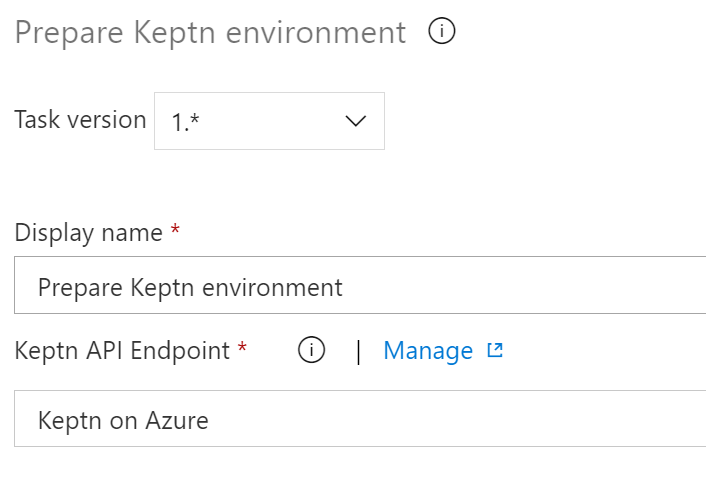 Prepare Keptn environment
Task version 1.*
Display name *
Prepare Keptn environment
Keptn API Endpoint * | Manage
Keptn on Azure